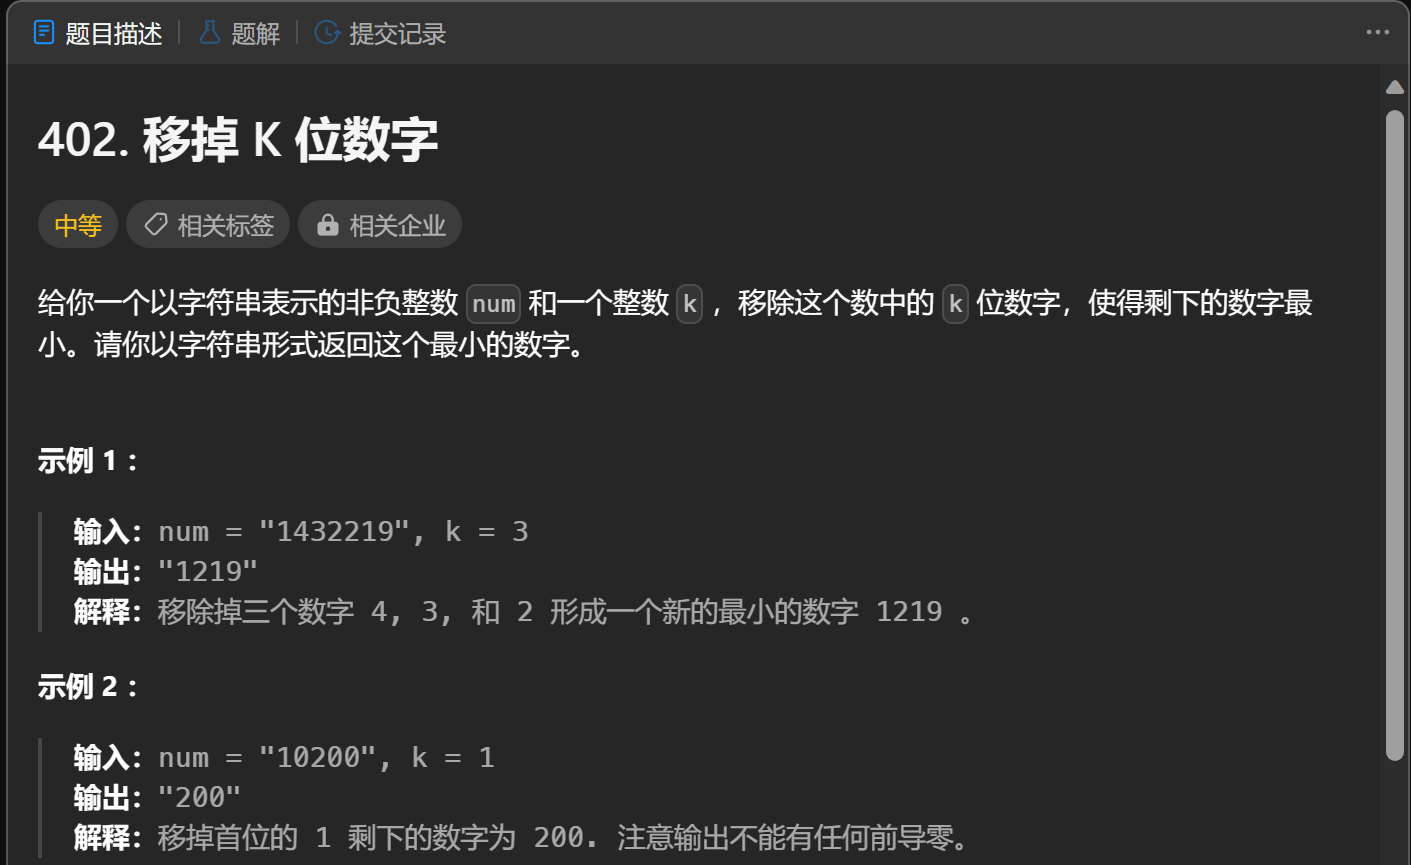 题目描述 题解 提交记录
402. 移掉 K 位数字
中等 相关标签 相关企业
给你一个以字符串表示的非负整数 num 和一个整数 k ，移除这个数中的 k 位数字，使得剩下的数字最
小。请你以字符串形式返回这个最小的数字。
示例 1 ：
输入：num = "1432219", k = 3
输出："1219"
解释：移除掉三个数字 4, 3, 和 2 形成一个新的最小的数字 1219 。
示例 2 ：
输入：num = "10200", k = 1
输出："200"
解释：移掉首位的 1 剩下的数字为 200. 注意输出不能有任何前导零。